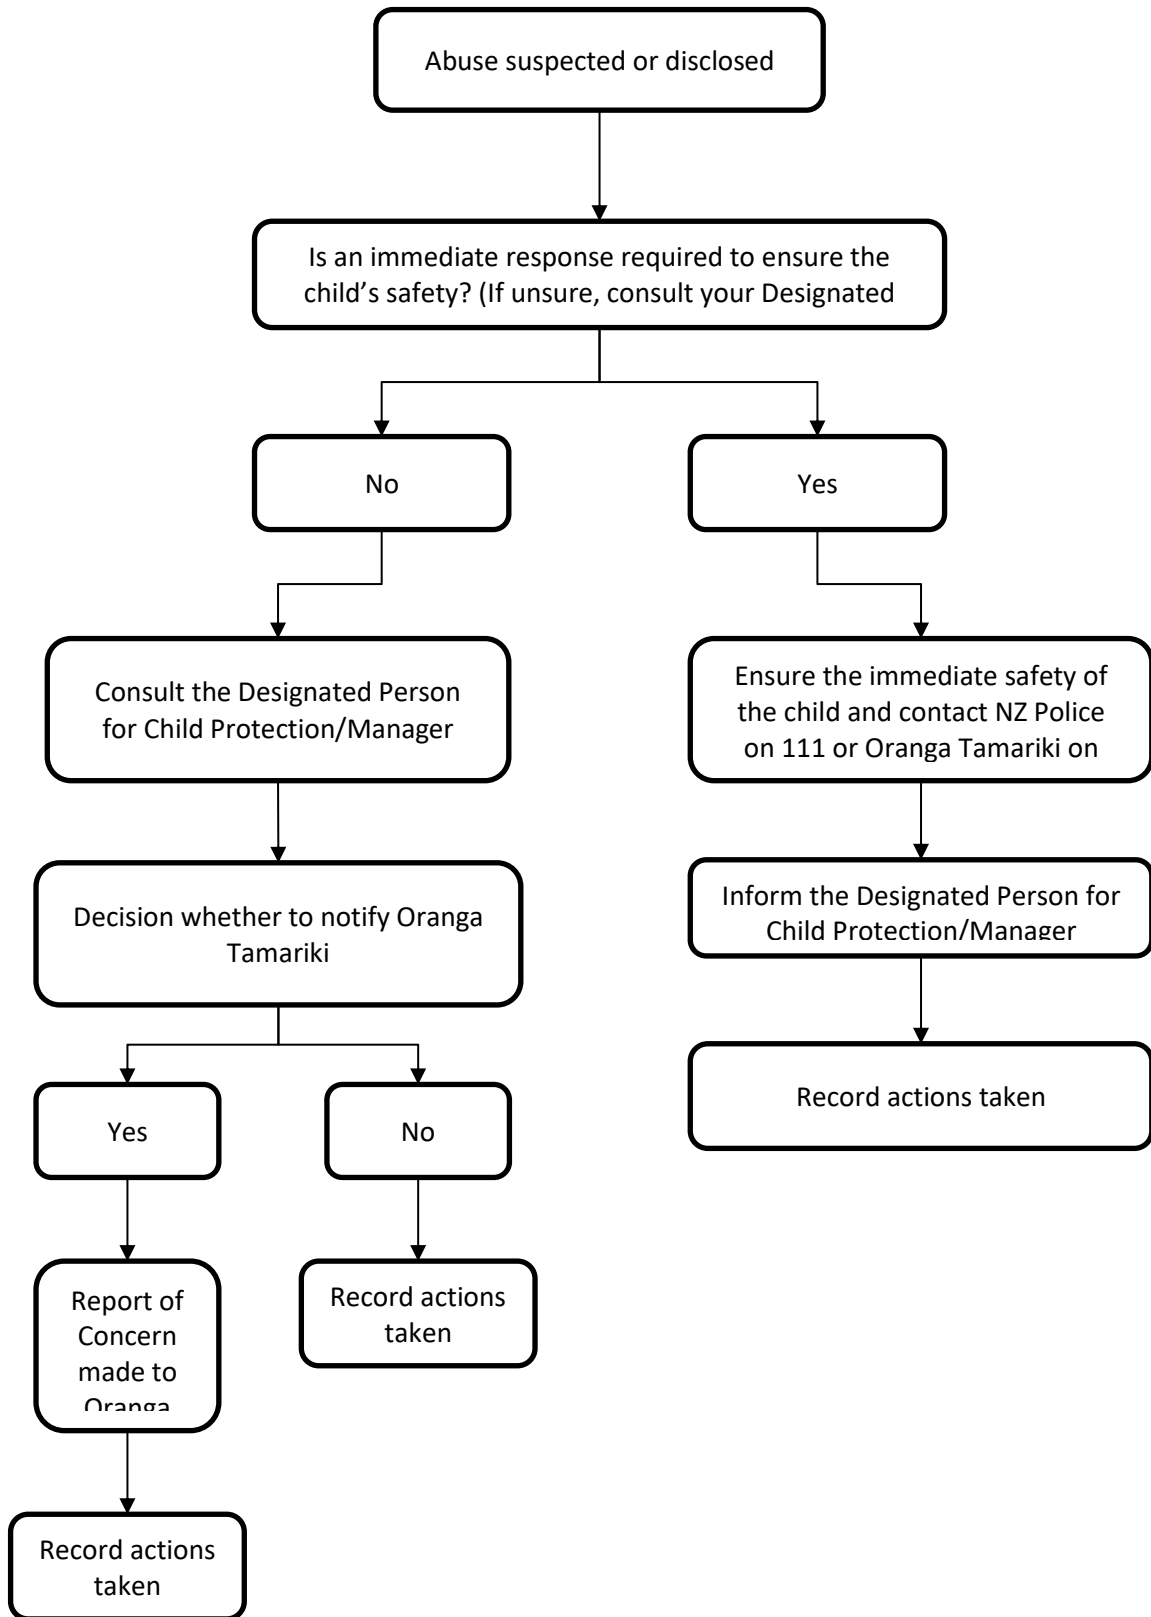 Abuse suspected or disclosed
Is an immediate response required to ensure the
child’s safety? (If unsure, consult your Designated
No
Yes
Consult the Designated Person
for Child Protection/Manager
Ensure the immediate safety of
the child and contact NZ Police
on 111 or Oranga Tamariki on
Decision whether to notify Oranga
Tamariki
Inform the Designated Person for
Child Protection/Manager
Yes
No
Record actions taken
Report of
Concern
made to
Oranga
Record actions
taken
Record actions
taken